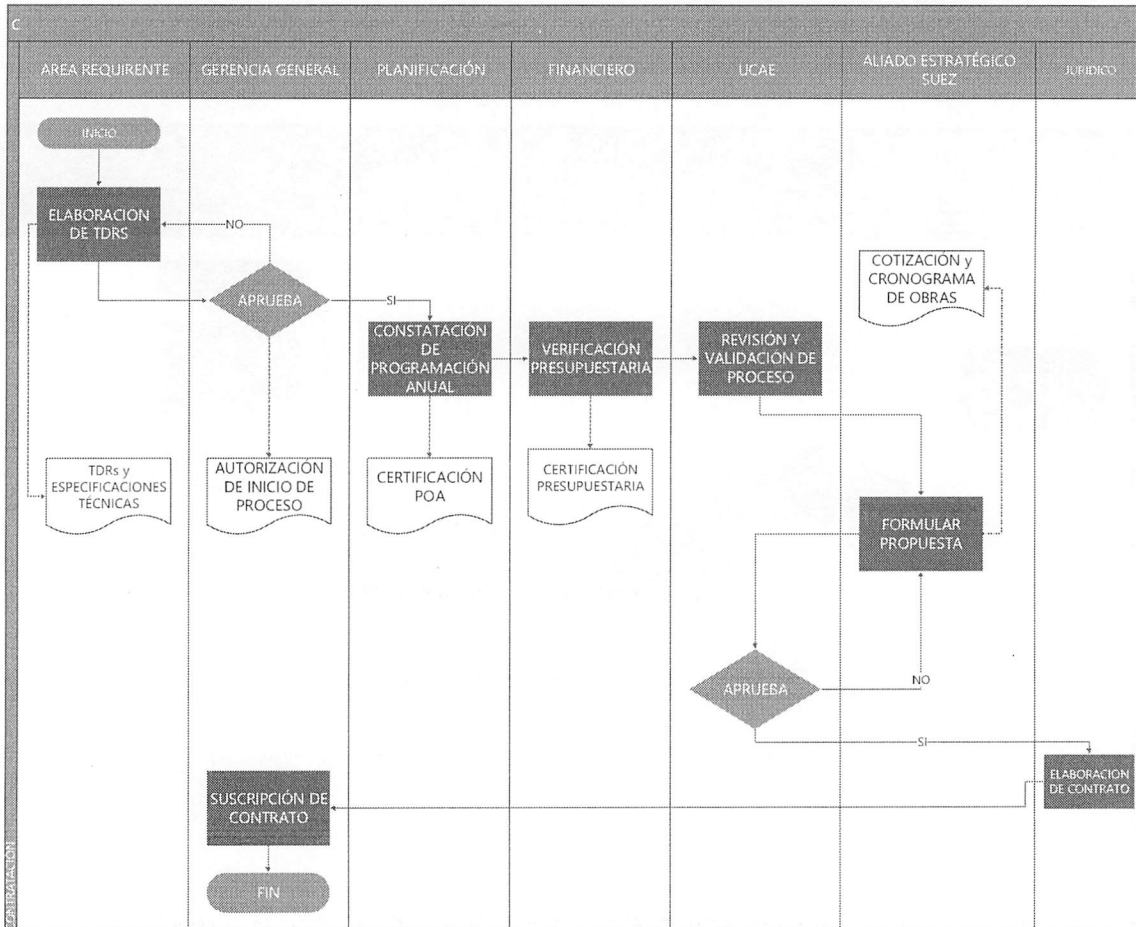 C
AREA REQUIRENTE
GERENCIA GENERAL
PLANIFICACIÓN
FINANCIERO
UCAE
ALIADO ESTRATÉGICO
SUEZ
JURIDICO
INICIO
ELABORACION
DE TDRS
NO
APRUEBA
SI
CONSTATACIÓN
DE
PROGRAMACIÓN
ANUAL
VERIFICACIÓN
PRESUPUESTARIA
REVISIÓN Y
VALIDACIÓN DE
PROCESO
COTIZACIÓN y
CRONOGRAMA
DE OBRAS
TDRs y
ESPECIFICACIONES
TÉCNICAS
AUTORIZACIÓN
DE INICIO DE
PROCESO
CERTIFICACIÓN
POA
CERTIFICACIÓN
PRESUPUESTARIA
FORMULAR
PROPUESTA
APRUEBA
NO
SI
ELABORACION
DE CONTRATO
SUSCRIPCIÓN DE
CONTRATO
FIN
ONTRATACIÓN